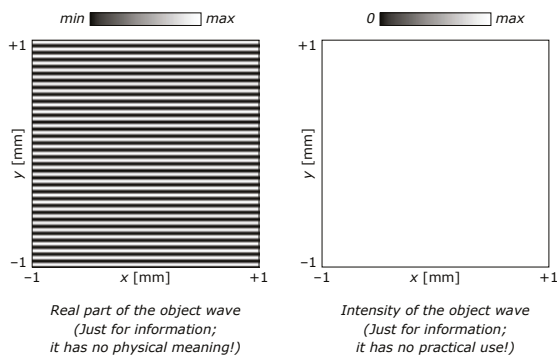 min max
+1
y [mm]
−1
−1 x [mm] +1
Real part of the object wave
(Just for information;
it has no physical meaning!)
0 max
+1
y [mm]
−1
−1 x [mm] +1
Intensity of the object wave
(Just for information;
it has no practical use!)